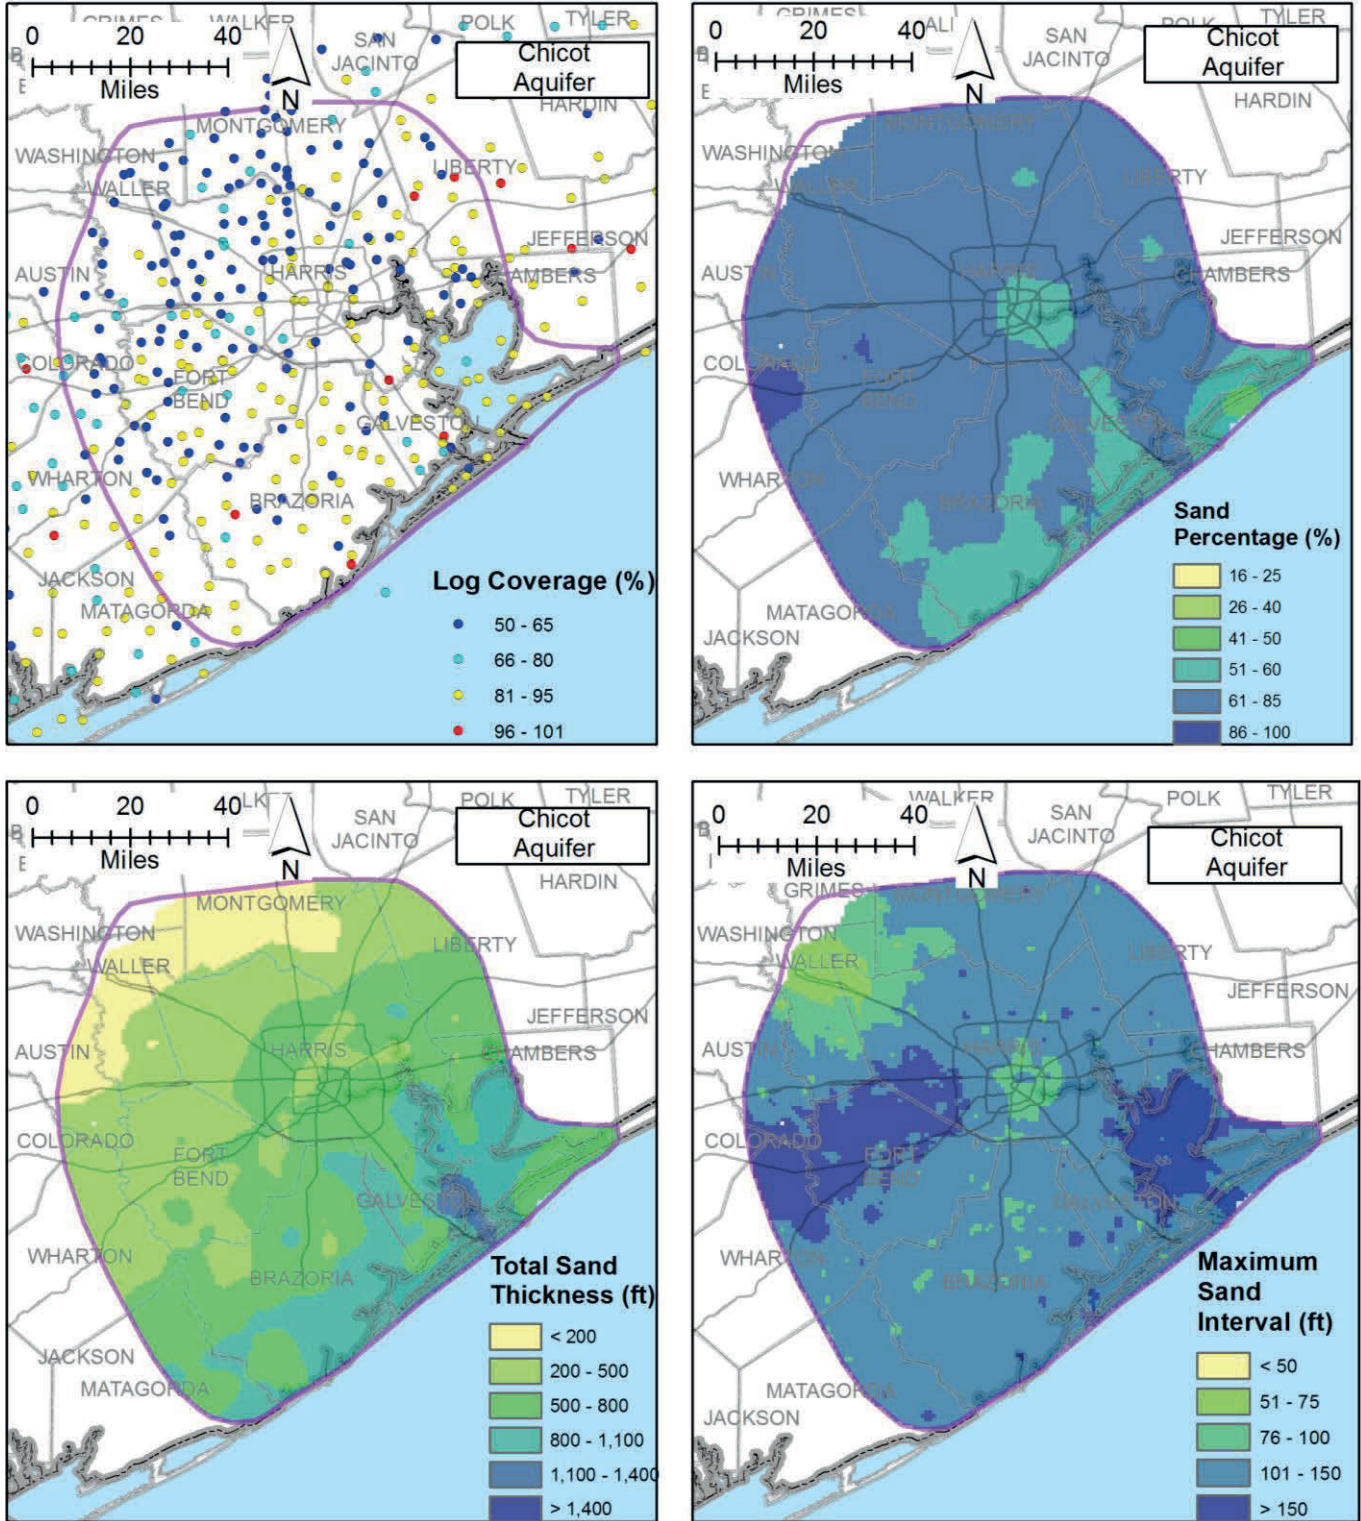 GRIMES
WALKER
POLK
TYLER
0 20 40
SAN
JACINTO
Chicot
Aquifer
Miles
N
HARDIN
MONTGOMERY
WASHINGTON
LIBERTY
WALLER
JEFFERSON
AUSTIN
HARRIS
CHAMBERS
COLORADO
FORT
BEND
GALVESTON
WHARTON
BRAZORIA
JACKSON
MATAGORDA
Log Coverage (%)
50 - 65
66 - 80
81 - 95
96 - 101
GRIMES
POLK
TYLER
0 20 40
SAN
JACINTO
Chicot
Aquifer
Miles
N
HARDIN
MONTGOMERY
WASHINGTON
LIBERTY
WALLER
JEFFERSON
AUSTIN
HARRIS
CHAMBERS
COLORADO
FORT
BEND
GALVESTON
WHARTON
BRAZORIA
MATAGORDA
JACKSON
Sand
Percentage (%)
16 - 25
26 - 40
41 - 50
51 - 60
61 - 85
86 - 100
POLK
TYLER
0 20 40
SAN
JACINTO
Chicot
Aquifer
Miles
N
HARDIN
MONTGOMERY
WASHINGTON
LIBERTY
WALLER
JEFFERSON
AUSTIN
HARRIS
CHAMBERS
COLORADO
FORT
BEND
GALVESTON
WHARTON
BRAZORIA
JACKSON
MATAGORDA
Total Sand
Thickness (ft)
< 200
200 - 500
500 - 800
800 - 1,100
1,100 - 1,400
> 1,400
WALKER
POLK
TYLER
0 20 40
SAN
JACINTO
Chicot
Aquifer
Miles
N
GRIMES
HARDIN
MONTGOMERY
WASHINGTON
LIBERTY
WALLER
JEFFERSON
AUSTIN
HARRIS
CHAMBERS
COLORADO
FORT
BEND
GALVESTON
WHARTON
BRAZORIA
MATAGORDA
JACKSON
Maximum
Sand
Interval (ft)
< 50
51 - 75
76 - 100
101 - 150
> 150